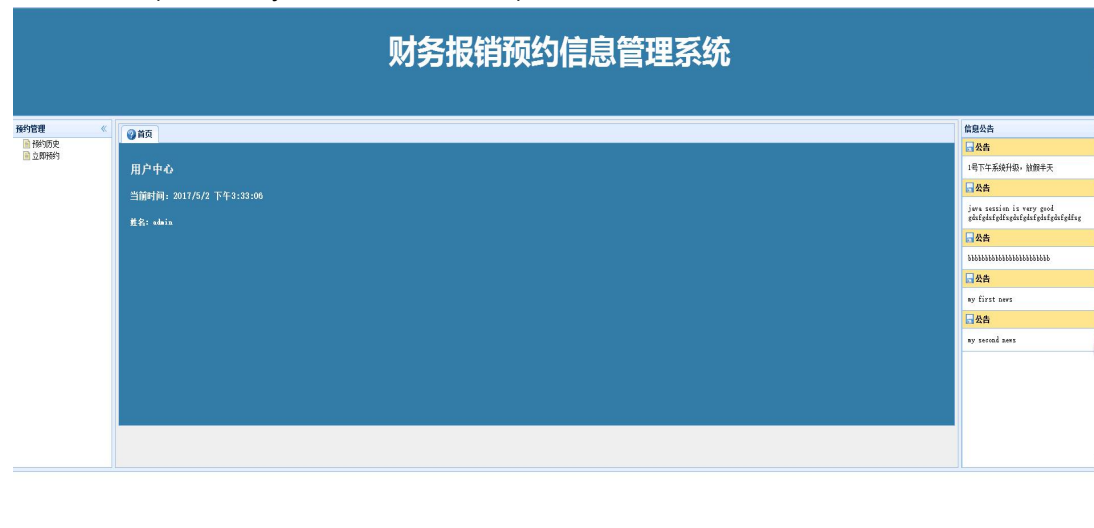 财务报销预约信息管理系统
预约管理
预约历史
立即预约
首页
用户中心
当前时间：2017/5/2 下午3:33:06
姓名：admin
信息公告
公告
1号下午系统升级，放假半天
公告
java session is very good
公告
公告
my first news
公告
my second news